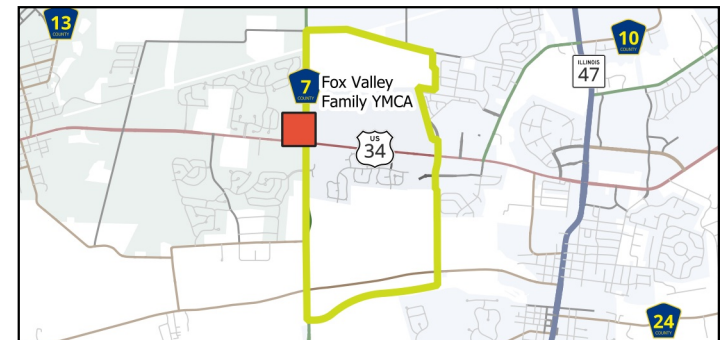 13
COUNTY
10
COUNTY
ILLINOIS
47
7
COUNTY
Fox Valley
Family YMCA
US
34
24
COUNTY